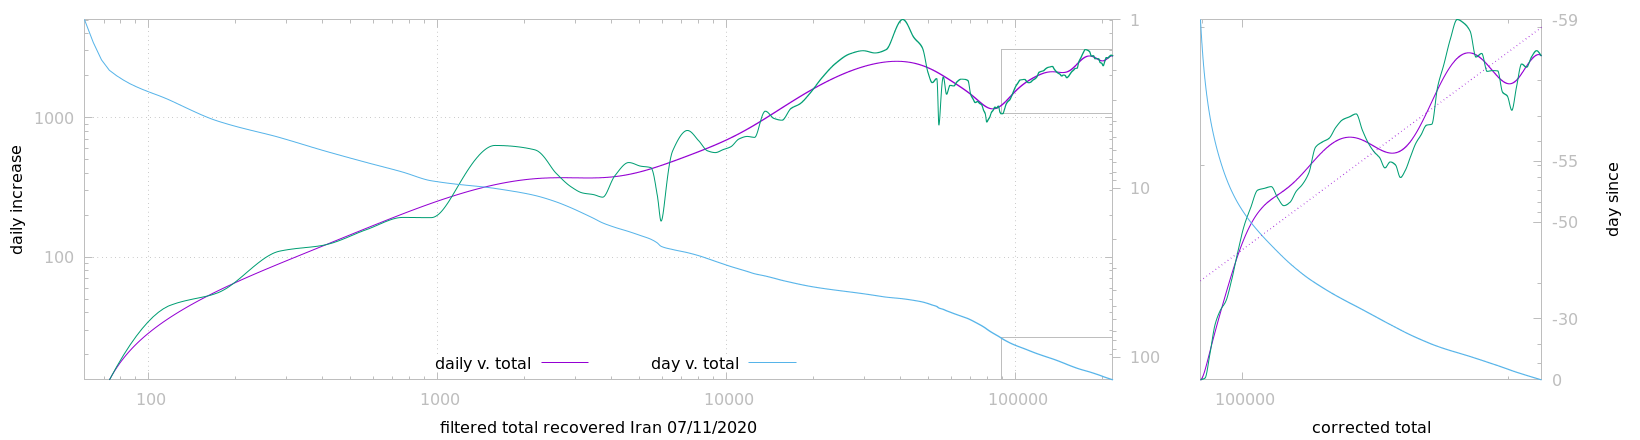 daily increase
1000
100
daily v. total
day v. total
100
1000
10000
100000
filtered total recovered Iran 07/11/2020
1
10
100
100000
corrected total
-59
-55
-50
-30
0
day since